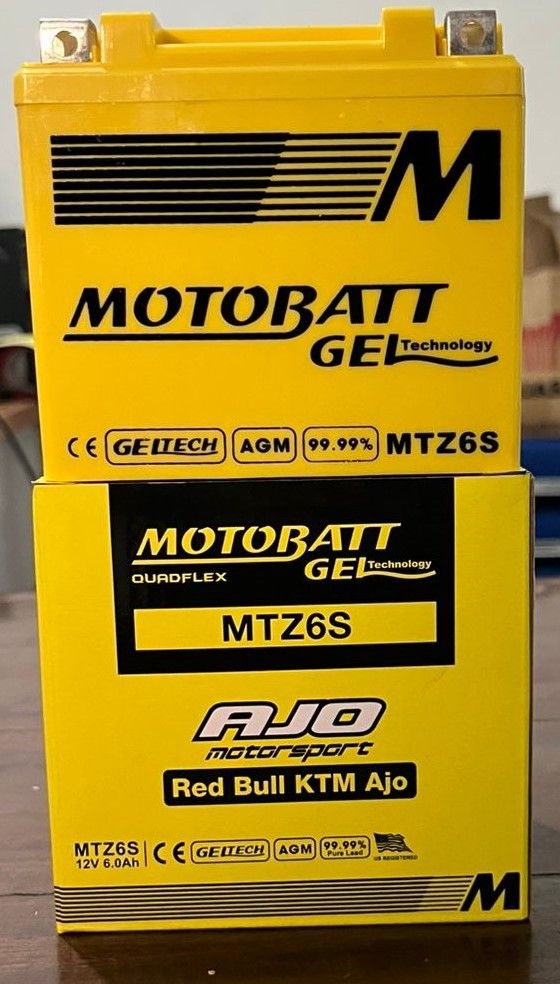 M
MOTOBATT
GEL Technology
CE GELTECH AGM 99.99% MTZ6S
MOTOBATT
QUADFLEX GEL Technology
MTZ6S
AJO
motorsport
Red Bull KTM Ajo
MTZ6S
12V 6.0Ah
CE GELTECH AGM 99.99%
Pure Lead
US REGISTERED
M